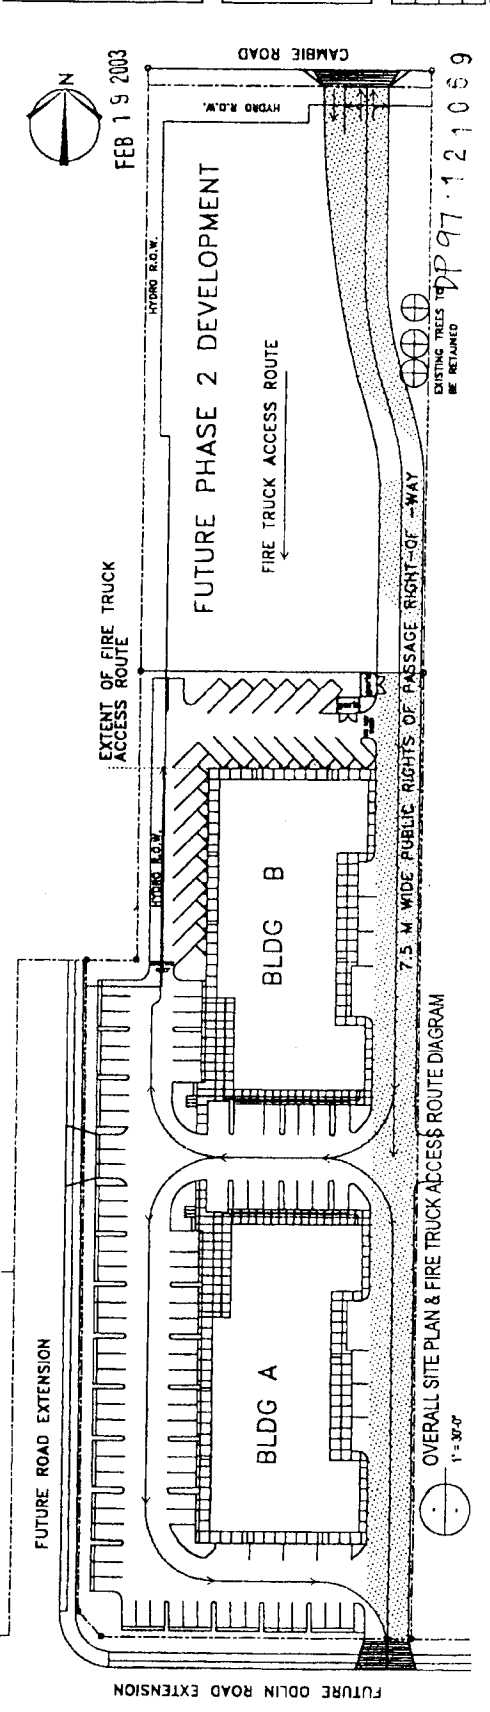 CAMBIE ROAD
N
FEB 19 2003
HYDRO R.O.W.
DP 97·121069
HYDRO R.O.W.
FUTURE PHASE 2 DEVELOPMENT
FIRE TRUCK ACCESS ROUTE
EXISTING TREES TO
BE RETAINED
EXTENT OF FIRE TRUCK
ACCESS ROUTE
7.5 M WIDE PUBLIC RIGHTS OF PASSAGE RIGHT-OF -WAY
HYDRO R.O.W.
BLDG B
BLDG A
FUTURE ROAD EXTENSION
OVERALL SITE PLAN & FIRE TRUCK ACCESS ROUTE DIAGRAM
1" = 30'-0"
FUTURE ODLIN ROAD EXTENSION